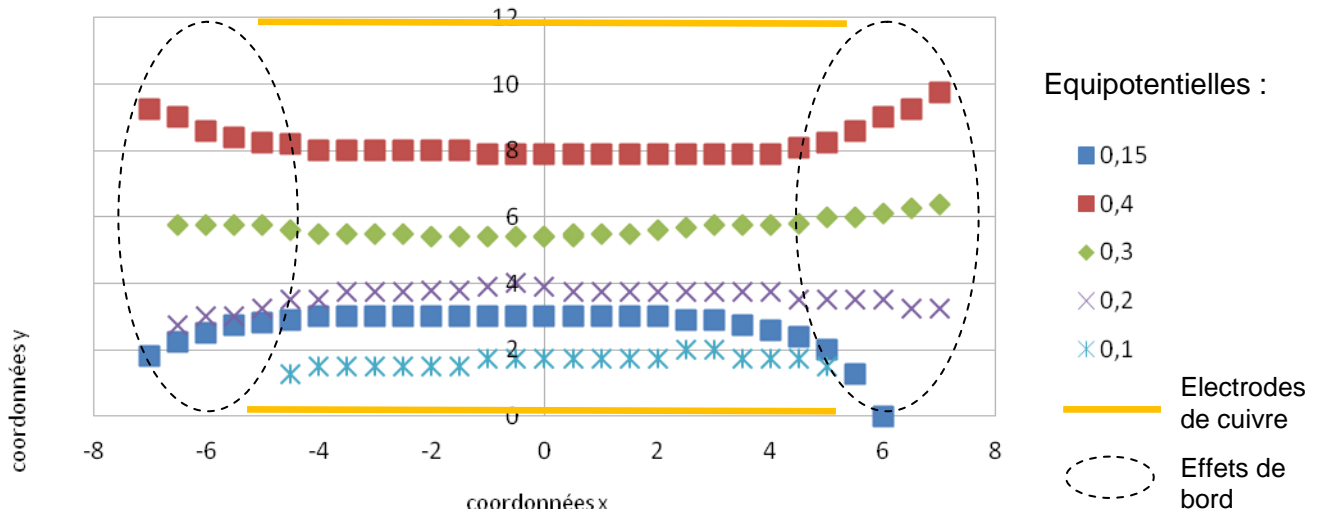 12
10
8
6
4
2
0
-8 -6 -4 -2 0 2 4 6 8
coordonnées y
coordonnées x
Equipotentielles :
0,15
0,4
0,3
0,2
0,1
Electrodes
de cuivre
Effets de
bord